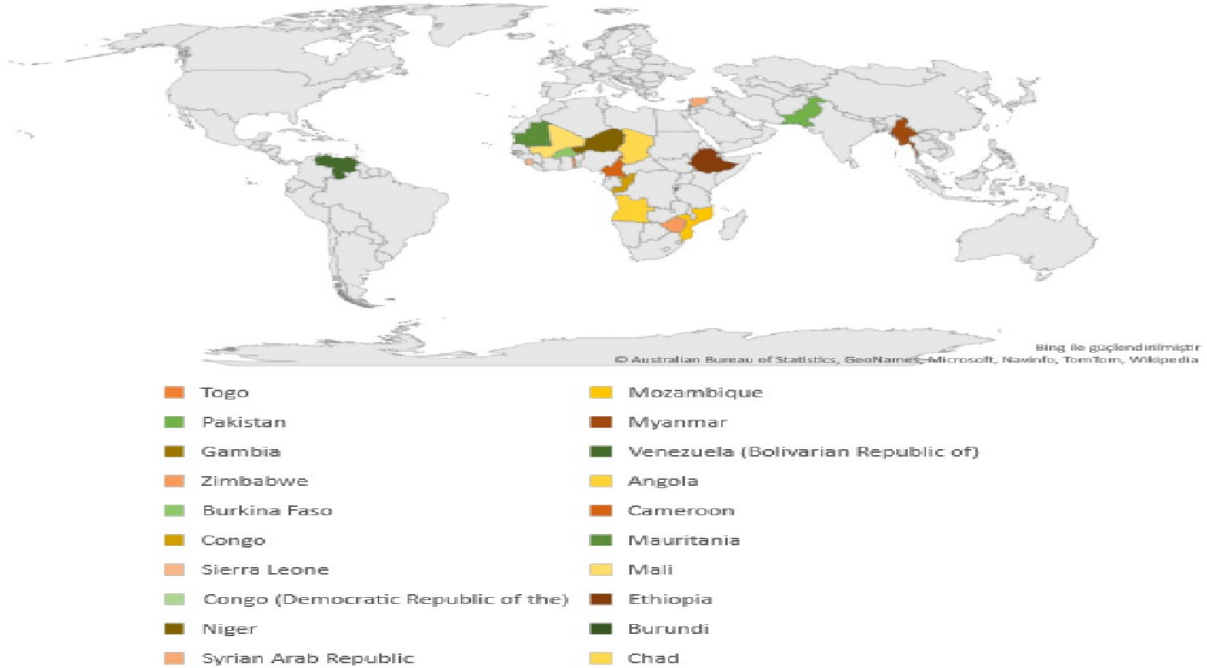 Bing ile güçlendirilmiştir
© Australian Bureau of Statistics, GeoNames, Microsoft, Navinfo, TomTom, Wikipedia
Togo
Mozambique
Pakistan
Myanmar
Gambia
Venezuela (Bolivarian Republic of)
Zimbabwe
Angola
Burkina Faso
Cameroon
Congo
Mauritania
Sierra Leone
Mali
Congo (Democratic Republic of the)
Ethiopia
Niger
Burundi
Syrian Arab Republic
Chad